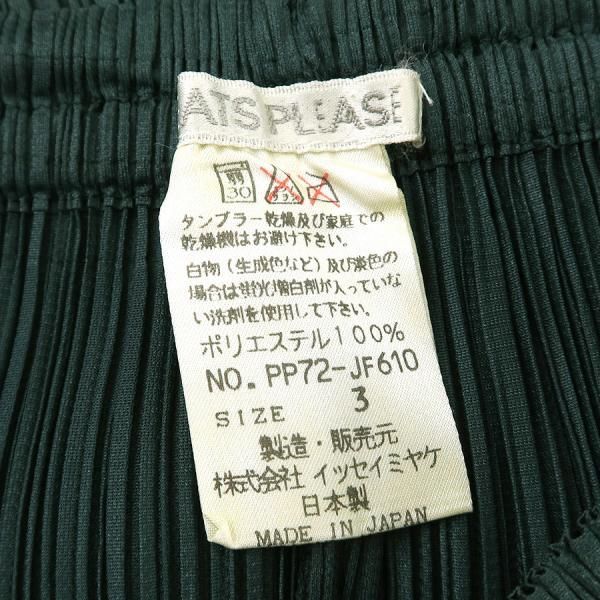 ATS PLEASE
弱
30
タンブラー乾燥及び家庭での
乾燥機はお避け下さい。
白物（生成色など）及び淡色の
場合は蛍光増白剤が入っていな
い洗剤を使用して下さい。
ポリエステル100%
NO. PP72-JF610
SIZE 3
製造・販売元
株式会社 イッセイミヤケ
日本製
MADE IN JAPAN